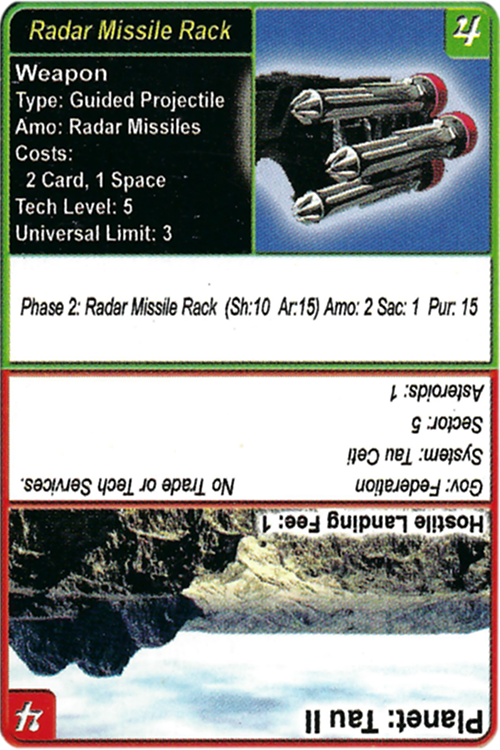 Radar Missile Rack
Weapon
Type: Guided Projectile
Amo: Radar Missiles
Costs:
2 Card, 1 Space
Tech Level: 5
Universal Limit: 3
Phase 2: Radar Missile Rack (Sh:10 Ar:15) Amo: 2 Sac: 1 Pur: 15
Planet: Tau II
Hostile Landing Fee: 1
Gov: Federation
No Trade or Tech Services.
System: Tau Ceti
Sector: 5
Asteroids: 1